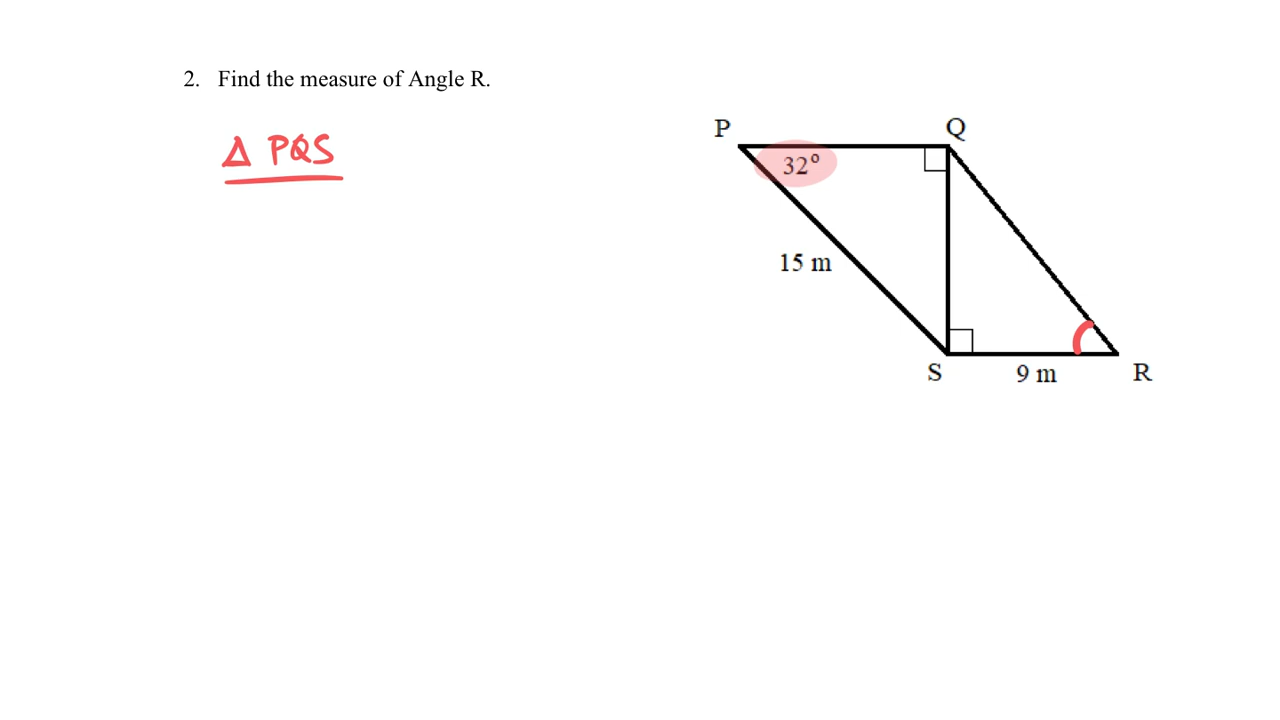 2. Find the measure of Angle R.
Δ PQS
P
Q
32°
15 m
S
9 m
R